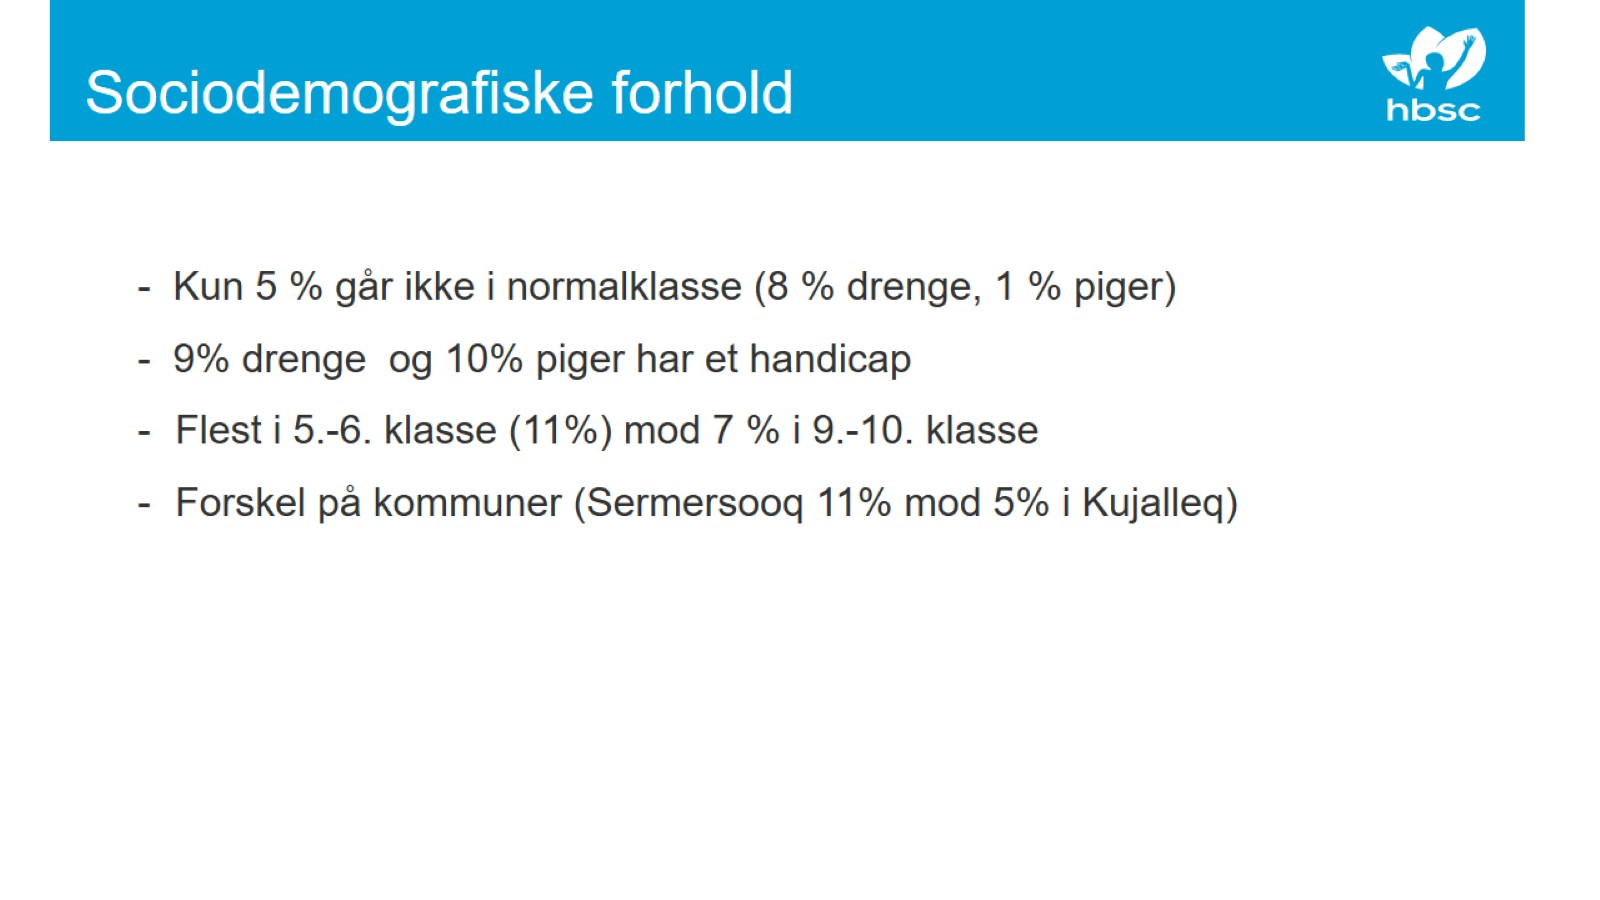 Sociodemografiske forhold
hbsc
- Kun 5 % går ikke i normalklasse (8 % drenge, 1 % piger)
- 9% drenge  og 10% piger har et handicap
- Flest i 5.-6. klasse (11%) mod 7 % i 9.-10. klasse
- Forskel på kommuner (Sermersooq 11% mod 5% i Kujalleq)